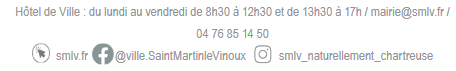 Hôtel de Ville : du lundi au vendredi de 8h30 à 12h30 et de 13h30 à 17h / mairie@smlv.fr /
04 76 85 14 50
smlv.fr @ville.SaintMartinleVinoux smlv_naturellement_chartreuse